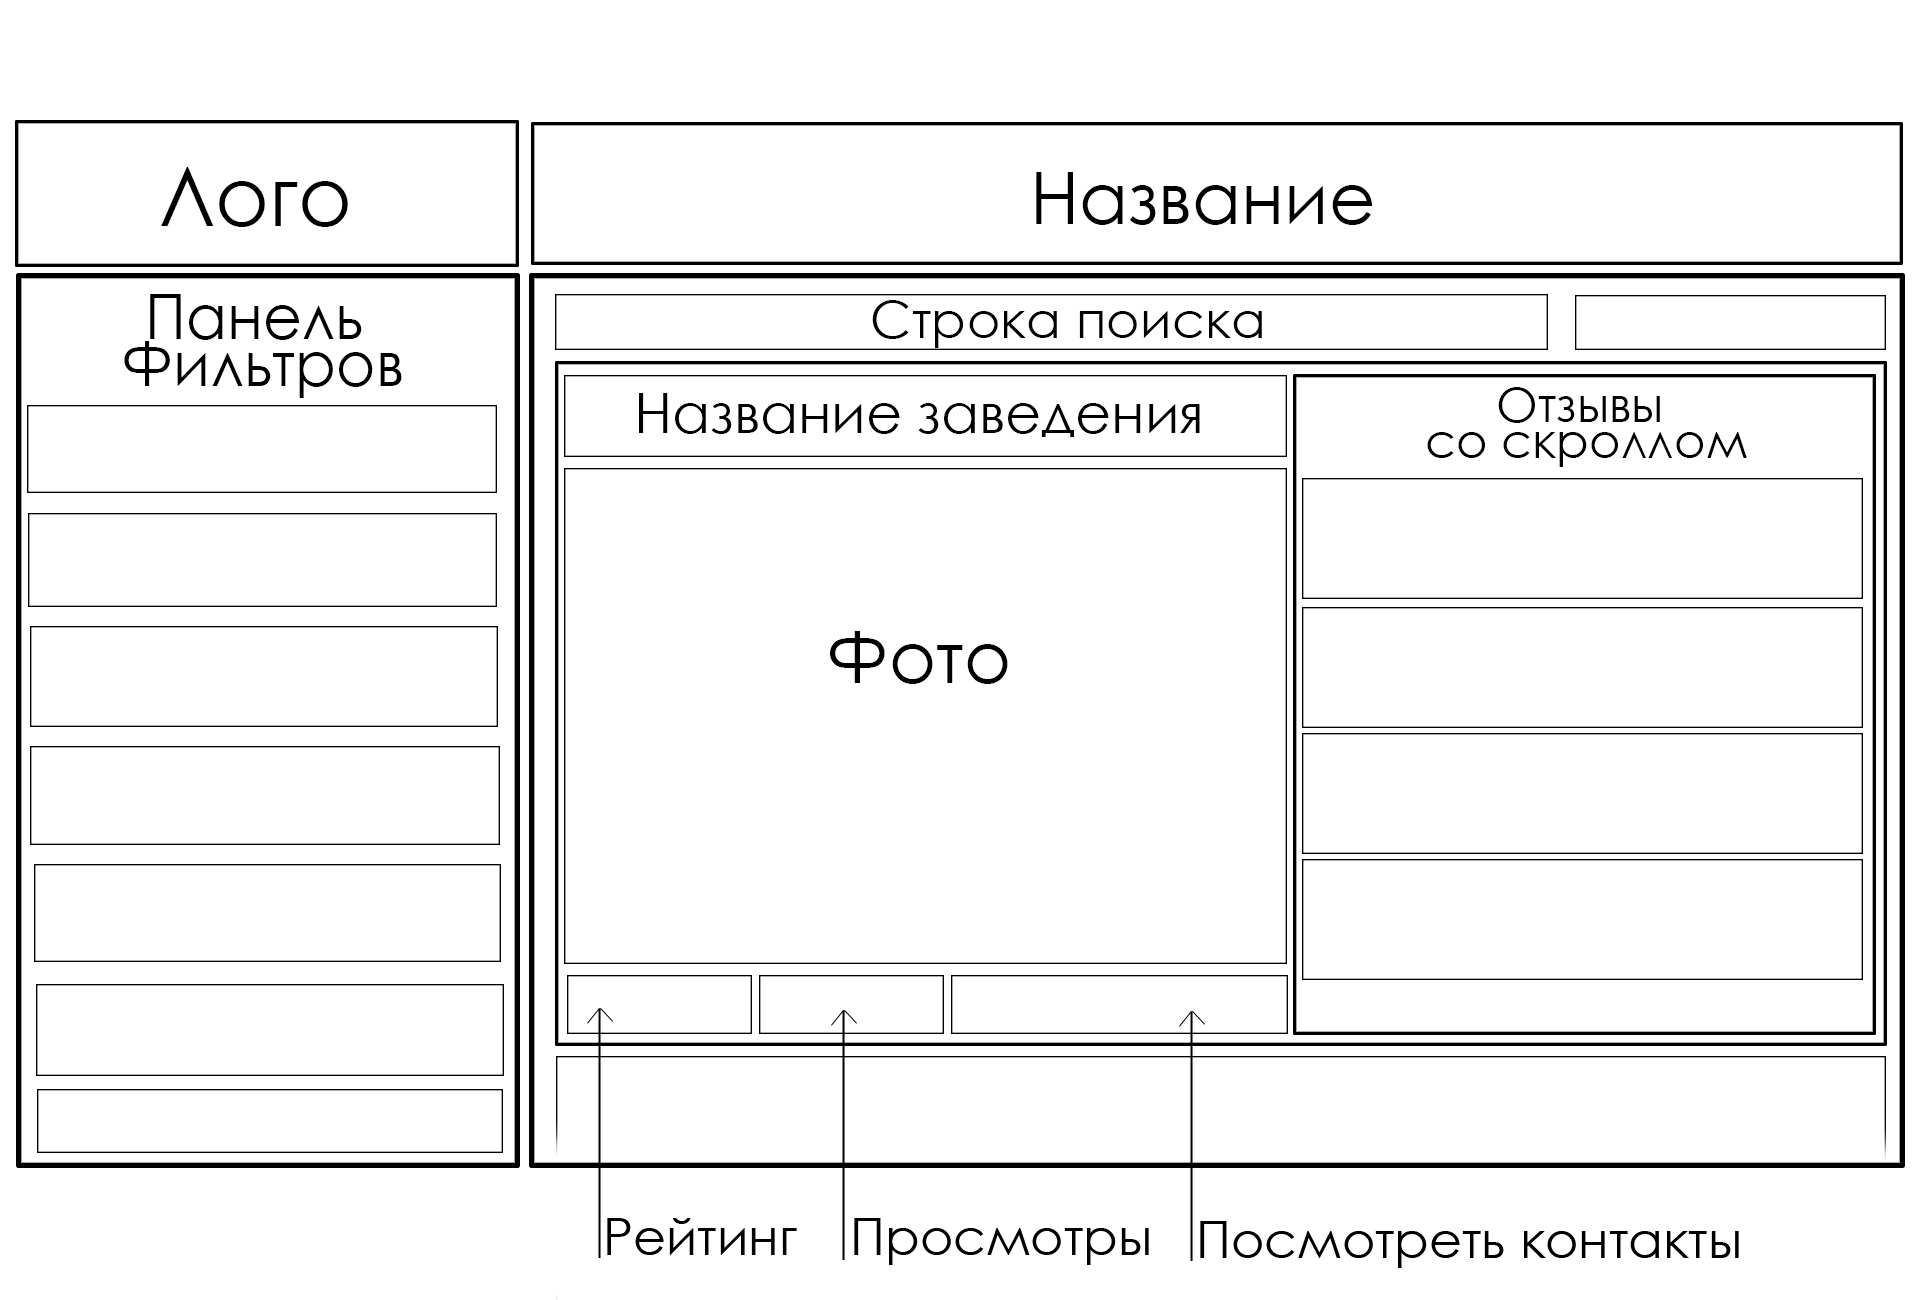 Лого
Название
Панель
Фильтров
Строка поиска
Название заведения
Отзывы
со скроллом
Фото
Рейтинг
Просмотры
Посмотреть контакты